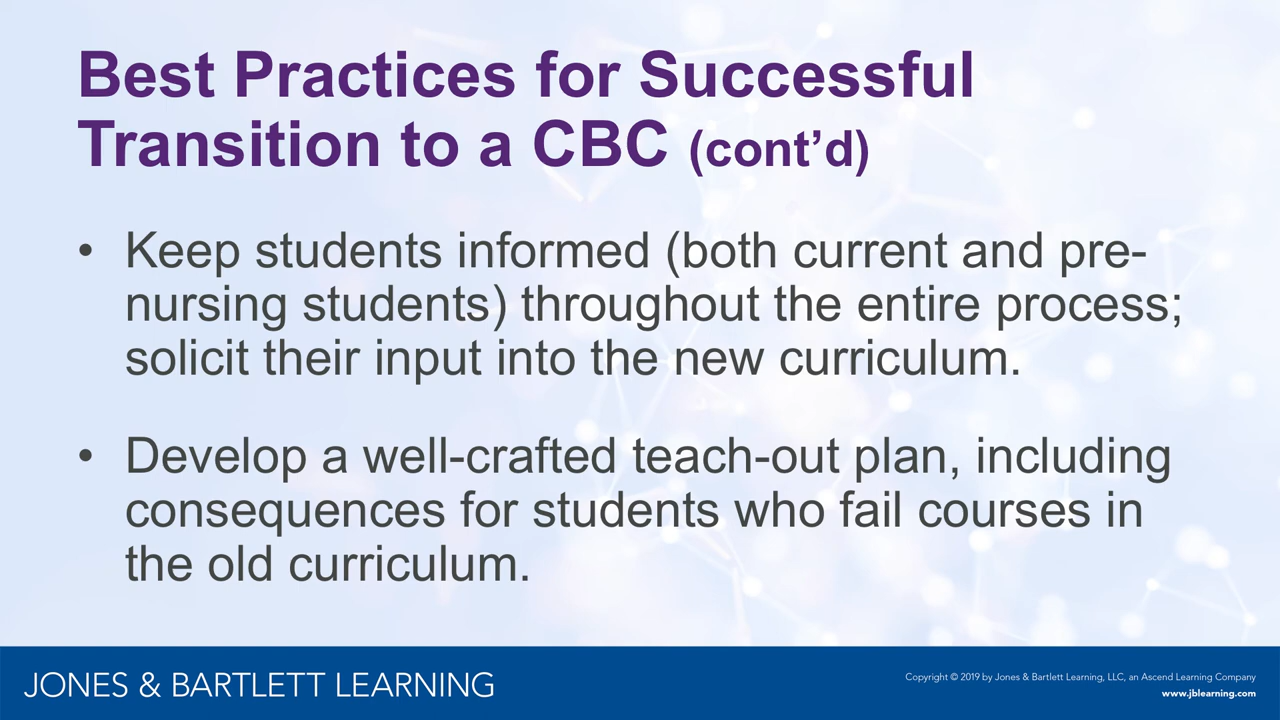 Best Practices for Successful
Transition to a CBC (cont’d)
• Keep students informed (both current and pre-
nursing students) throughout the entire process;
solicit their input into the new curriculum.
• Develop a well-crafted teach-out plan, including
consequences for students who fail courses in
the old curriculum.
JONES & BARTLETT LEARNING
Copyright © 2019 by Jones & Bartlett Learning, LLC, an Ascend Learning Company
www.jblearning.com